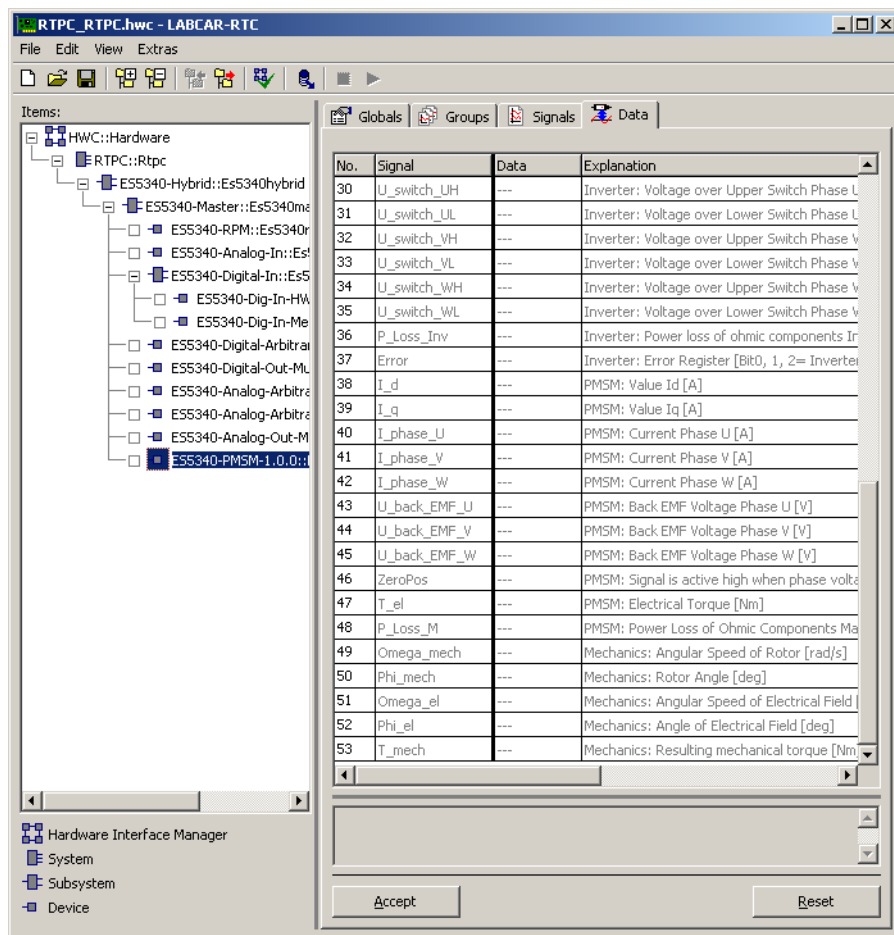 RTPC_RTPC.hwc - LABCAR-RTC
File Edit View Extras
Items:
HWC::Hardware
RTPC::Rtpc
ES5340-Hybrid::Es5340hybrid
ES5340-Master::Es5340ma
ES5340-RPM::Es5340r
ES5340-Analog-In::Es5
ES5340-Digital-In::Es5
ES5340-Dig-In-HW
ES5340-Dig-In-Me
ES5340-Digital-Arbitrar
ES5340-Digital-Out-Mu
ES5340-Analog-Arbitra
ES5340-Analog-Arbitra
ES5340-Analog-Out-M
ES5340-PMSM-1.0.0::
Hardware Interface Manager
System
Subsystem
Device
Globals Groups Signals Data
No. Signal Data Explanation
30 U_switch_UH --- Inverter: Voltage over Upper Switch Phase U
31 U_switch_UL --- Inverter: Voltage over Lower Switch Phase U
32 U_switch_VH --- Inverter: Voltage over Upper Switch Phase V
33 U_switch_VL --- Inverter: Voltage over Lower Switch Phase V
34 U_switch_WH --- Inverter: Voltage over Upper Switch Phase V
35 U_switch_WL --- Inverter: Voltage over Lower Switch Phase V
36 P_Loss_Inv --- Inverter: Power loss of ohmic components In
37 Error --- Inverter: Error Register [Bit0, 1, 2= Inverter
38 I_d --- PMSM: Value Id [A]
39 I_q --- PMSM: Value Iq [A]
40 I_phase_U --- PMSM: Current Phase U [A]
41 I_phase_V --- PMSM: Current Phase V [A]
42 I_phase_W --- PMSM: Current Phase W [A]
43 U_back_EMF_U --- PMSM: Back EMF Voltage Phase U [V]
44 U_back_EMF_V --- PMSM: Back EMF Voltage Phase V [V]
45 U_back_EMF_W --- PMSM: Back EMF Voltage Phase W [V]
46 ZeroPos --- PMSM: Signal is active high when phase volta
47 T_el --- PMSM: Electrical Torque [Nm]
48 P_Loss_M --- PMSM: Power Loss of Ohmic Components Ma
49 Omega_mech --- Mechanics: Angular Speed of Rotor [rad/s]
50 Phi_mech --- Mechanics: Rotor Angle [deg]
51 Omega_el --- Mechanics: Angular Speed of Electrical Field [
52 Phi_el --- Mechanics: Angle of Electrical Field [deg]
53 T_mech --- Mechanics: Resulting mechanical torque [Nm
Accept Reset